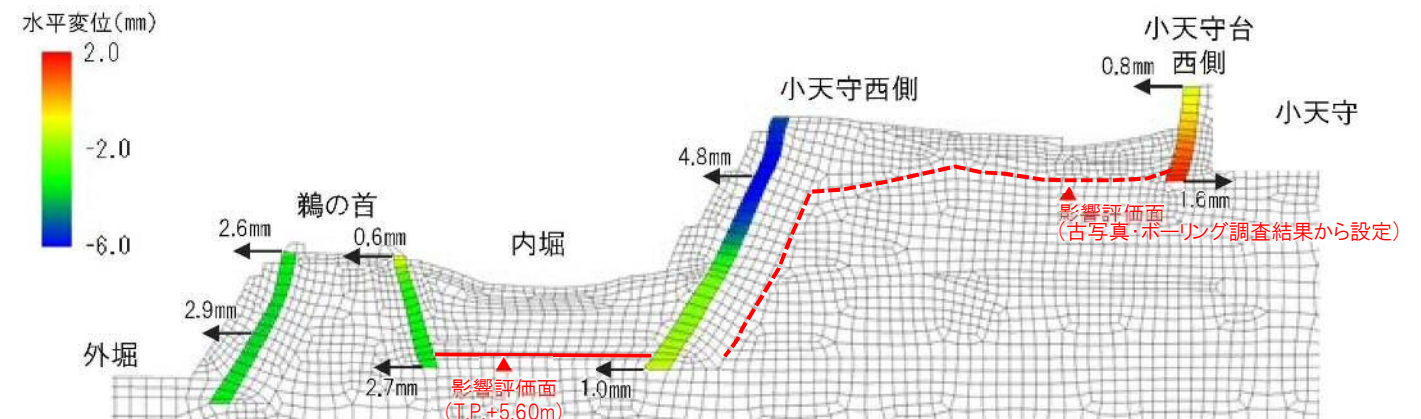 水平変位(mm)
2.0
-2.0
-6.0
小天守台
西側
0.8mm
小天守
小天守西側
4.8mm
1.6mm
影響評価面
(古写真・ボーリング調査結果から設定)
鵜の首
2.6mm
0.6mm
内堀
2.9mm
外堀
2.7mm
影響評価面
(T.P.+5.60m)
1.0mm